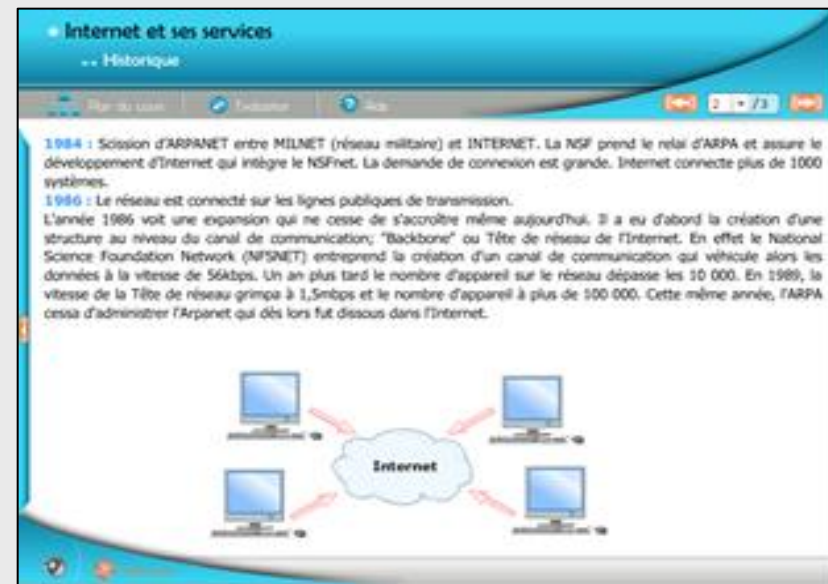 Internet et ses services
-- Historique
Plan du cours
Evaluation
Aide
2 /3
1984 : Scission d'ARPANET entre MILNET (réseau militaire) et INTERNET. La NSF prend le relai d'ARPA et assure le
développement d'Internet qui intègre le NSFnet. La demande de connexion est grande. Internet connecte plus de 1000
systèmes.
1986 : Le réseau est connecté sur les lignes publiques de transmission.
L'année 1986 voit une expansion qui ne cesse de s'accroître même aujourd'hui. Il a eu d'abord la création d'une
structure au niveau du canal de communication; "Backbone" ou Tête de réseau de l'Internet. En effet le National
Science Foundation Network (NFSNET) entreprend la création d'un canal de communication qui véhicule alors les
données à la vitesse de 56kbps. Un an plus tard le nombre d'appareil sur le réseau dépasse les 10 000. En 1989, la
vitesse de la Tête de réseau grimpa à 1,5mbps et le nombre d'appareil à plus de 100 000. Cette même année, l'ARPA
cessa d'administrer l'Arpanet qui dès lors fut dissous dans l'Internet.
Internet